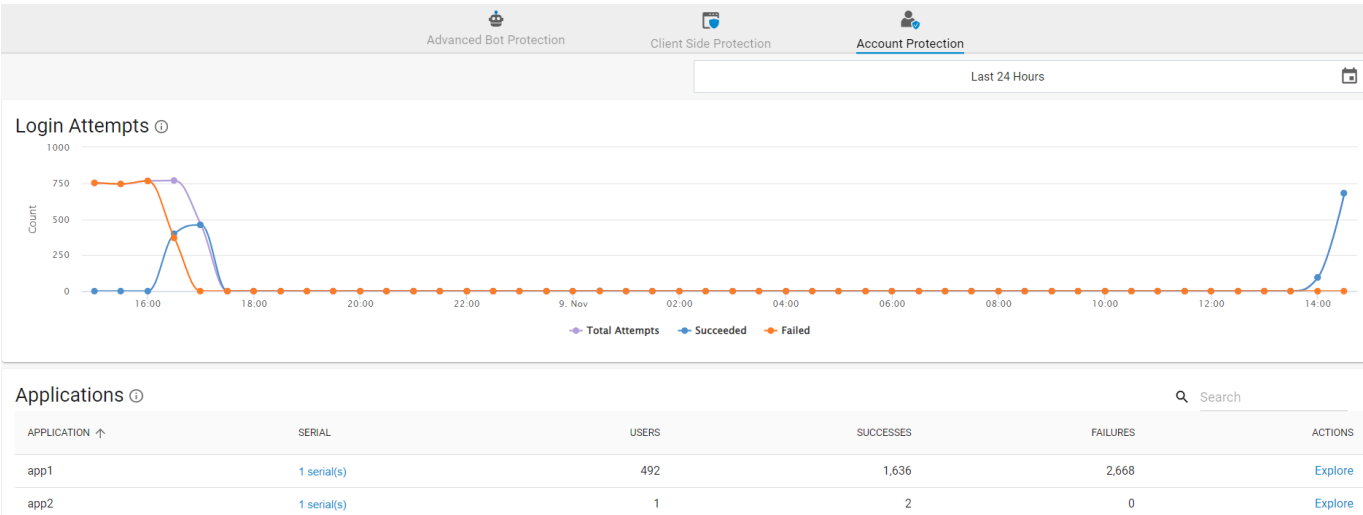 Advanced Bot Protection Client Side Protection Account Protection
Last 24 Hours
Login Attempts
1000
750
500
250
0
Count
16:00 18:00 20:00 22:00 9. Nov 02:00 04:00 06:00 08:00 10:00 12:00 14:00
Total Attempts Succeeded Failed
Applications
Search
APPLICATION SERIAL USERS SUCCESSES FAILURES ACTIONS
app1 1 serial(s) 492 1,636 2,668 Explore
app2 1 serial(s) 1 2 0 Explore